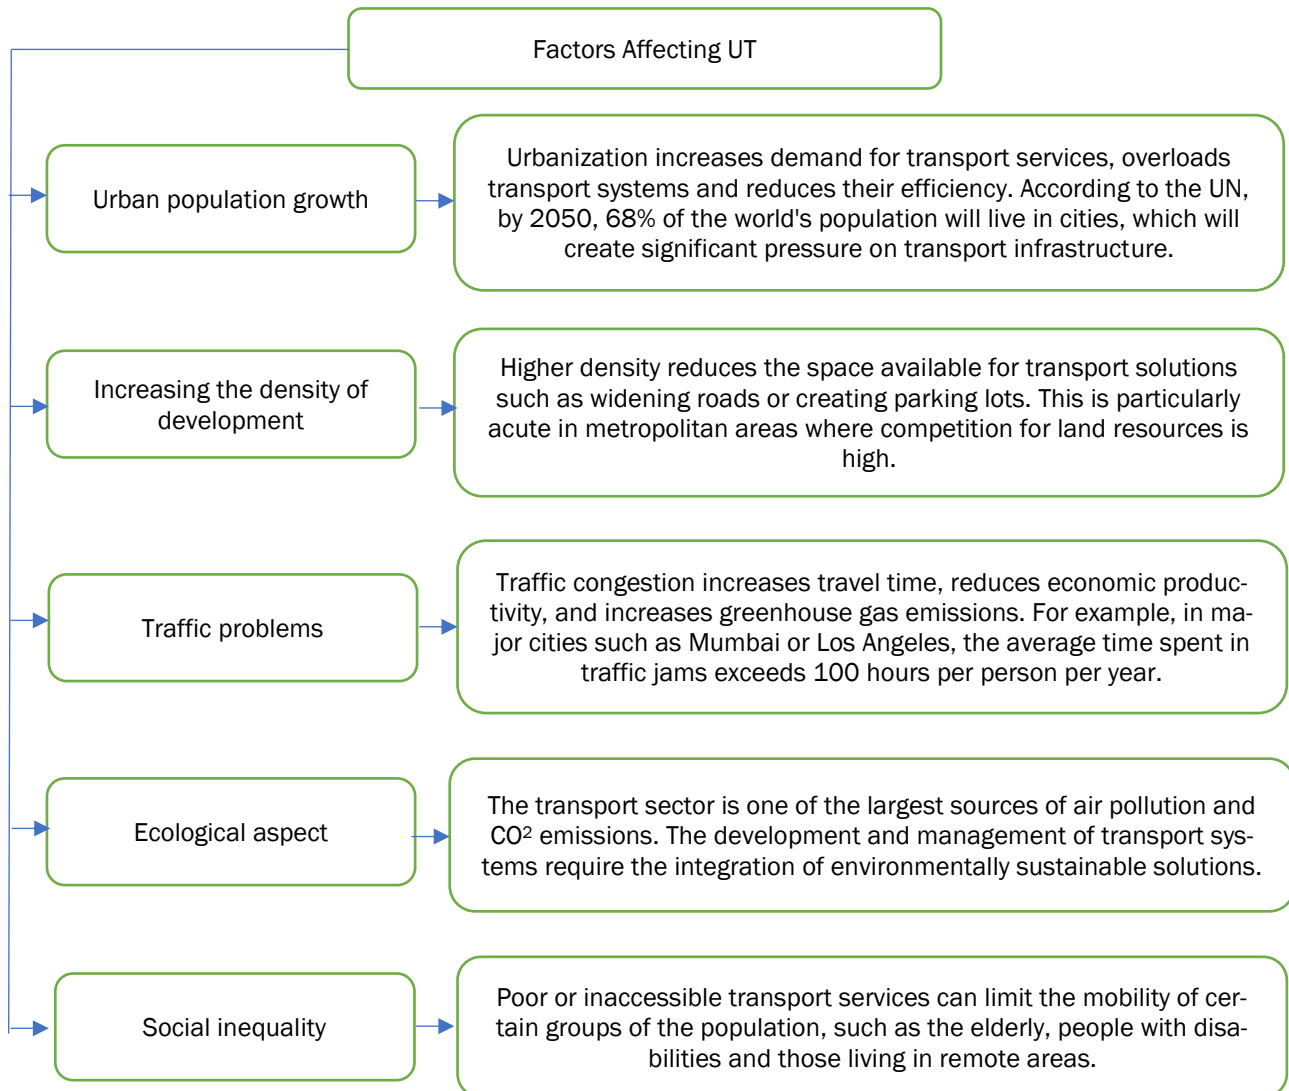 Factors Affecting UT
Urban population growth
Urbanization increases demand for transport services, overloads
transport systems and reduces their efficiency. According to the UN,
by 2050, 68% of the world's population will live in cities, which will
create significant pressure on transport infrastructure.
Increasing the density of
development
Higher density reduces the space available for transport solutions
such as widening roads or creating parking lots. This is particularly
acute in metropolitan areas where competition for land resources is
high.
Traffic problems
Traffic congestion increases travel time, reduces economic produc-
tivity, and increases greenhouse gas emissions. For example, in ma-
jor cities such as Mumbai or Los Angeles, the average time spent in
traffic jams exceeds 100 hours per person per year.
Ecological aspect
The transport sector is one of the largest sources of air pollution and
CO² emissions. The development and management of transport sys-
tems require the integration of environmentally sustainable solutions.
Social inequality
Poor or inaccessible transport services can limit the mobility of cer-
tain groups of the population, such as the elderly, people with disa-
bilities and those living in remote areas.